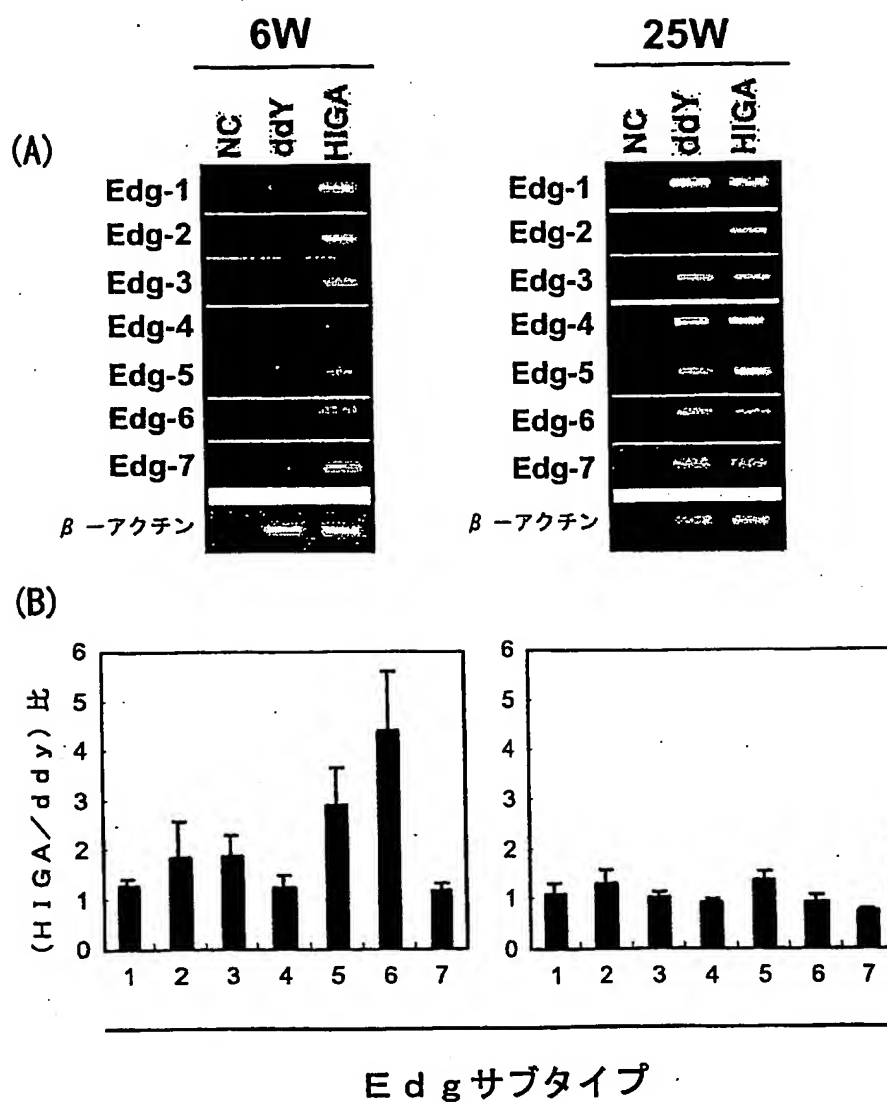 6W 25W
(A)
NC ddY HIGA NC ddY HIGA
Edg-1 Edg-1
Edg-2 Edg-2
Edg-3 Edg-3
Edg-4 Edg-4
Edg-5 Edg-5
Edg-6 Edg-6
Edg-7 Edg-7
β－アクチン β－アクチン
(B)
(HIGA／ddy) 比
6 6
5 5
4 4
3 3
2 2
1 1
0 0
1 2 3 4 5 6 7 1 2 3 4 5 6 7
Edgサブタイプ